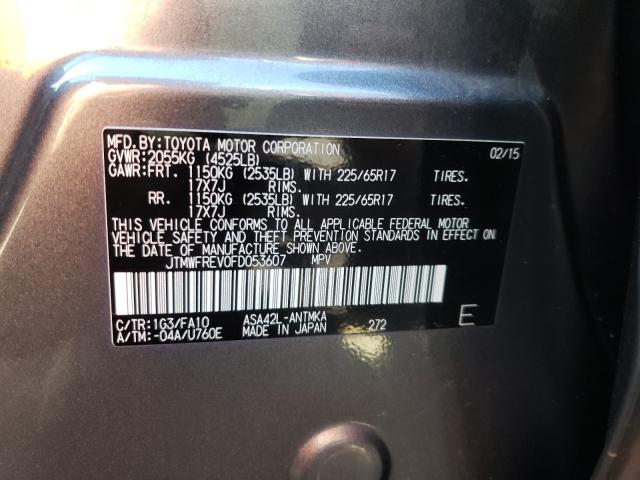 MFD.BY:TOYOTA MOTOR CORPORATION 02/15
GVWR:2055KG (4525LB)
GAWR:FRT. 1150KG (2535LB) WITH 225/65R17 TIRES.
17X7J RIMS.
RR. 1150KG (2535LB) WITH 225/65R17 TIRES.
17X7J RIMS.
THIS VEHICLE CONFORMS TO ALL APPLICABLE FEDERAL MOTOR
VEHICLE SAFETY AND THEFT PREVENTION STANDARDS IN EFFECT ON
THE DATE OF MANUFACTURE SHOWN ABOVE.
JTMWFREV0FD053607 MPV
C/TR:1G3/FA10 ASA42L-ANTMKA
A/TM:-04A/U760E MADE IN JAPAN 272 E